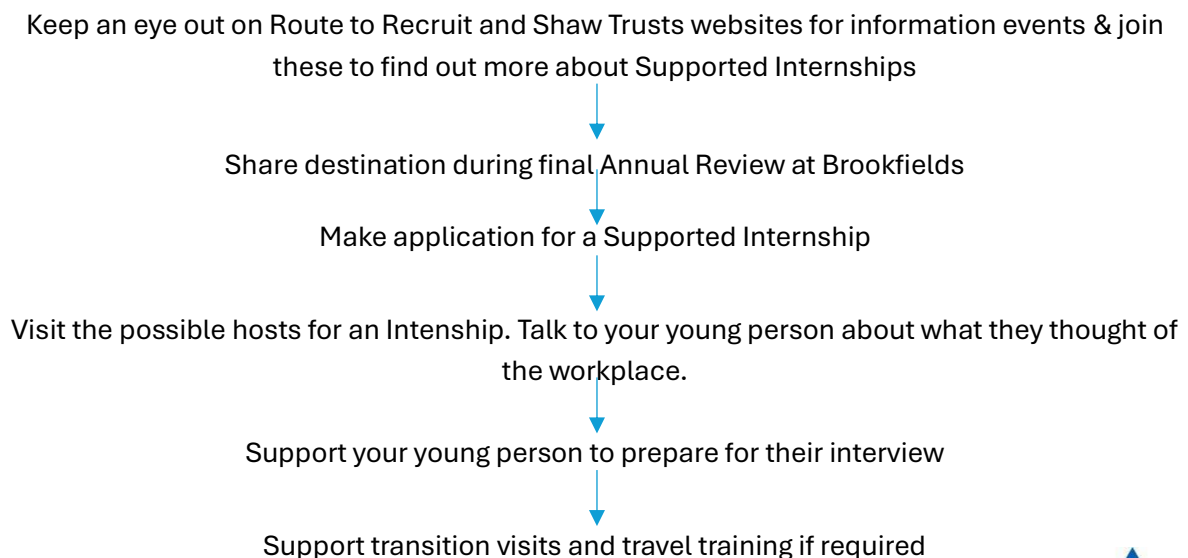 Keep an eye out on Route to Recruit and Shaw Trusts websites for information events & join
these to find out more about Supported Internships
Share destination during final Annual Review at Brookfields
Make application for a Supported Internship
Visit the possible hosts for an Intenship. Talk to your young person about what they thought of
the workplace.
Support your young person to prepare for their interview
Support transition visits and travel training if required